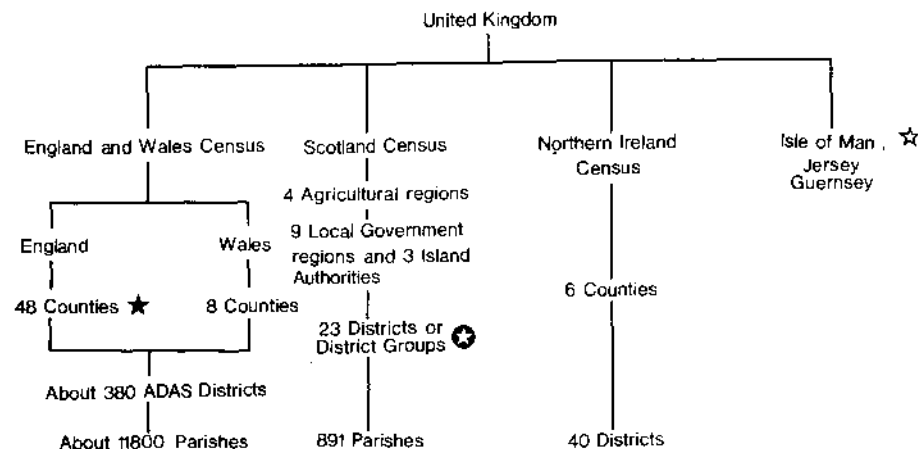 United Kingdom
England and Wales Census
Scotland Census
Northern Ireland
Census
Isle of Man, ☆
Jersey
Guernsey
4 Agricultural regions
England
Wales
9 Local Government
regions and 3 Island
Authorities
48 Counties ★
8 Counties
6 Counties
23 Districts or
District Groups ✪
About 380 ADAS Districts
About 11800 Parishes
891 Parishes
40 Districts